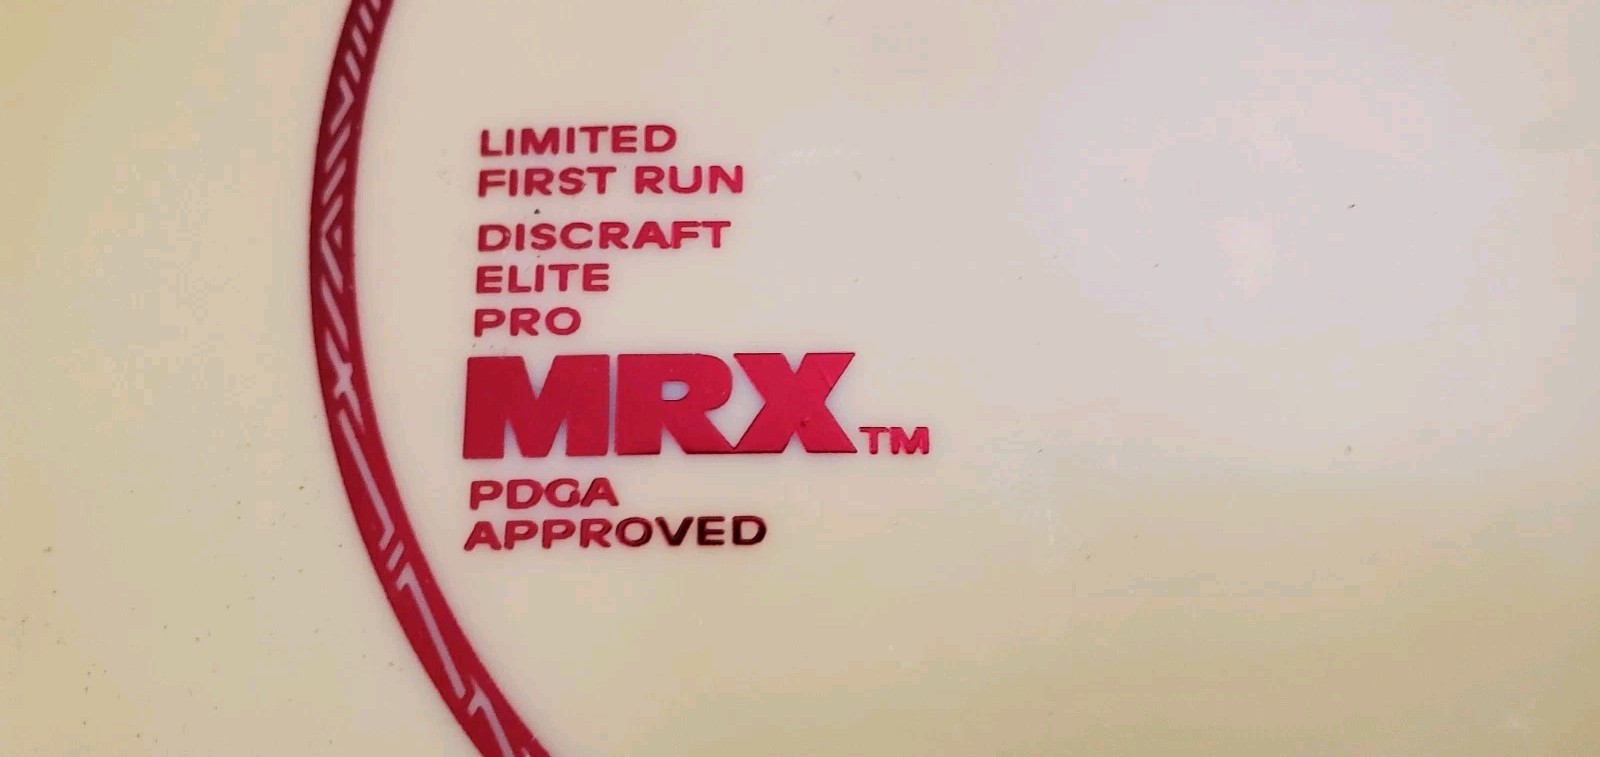 LIMITED
FIRST RUN
DISCRAFT
ELITE
PRO
MRX™
PDGA
APPROVED